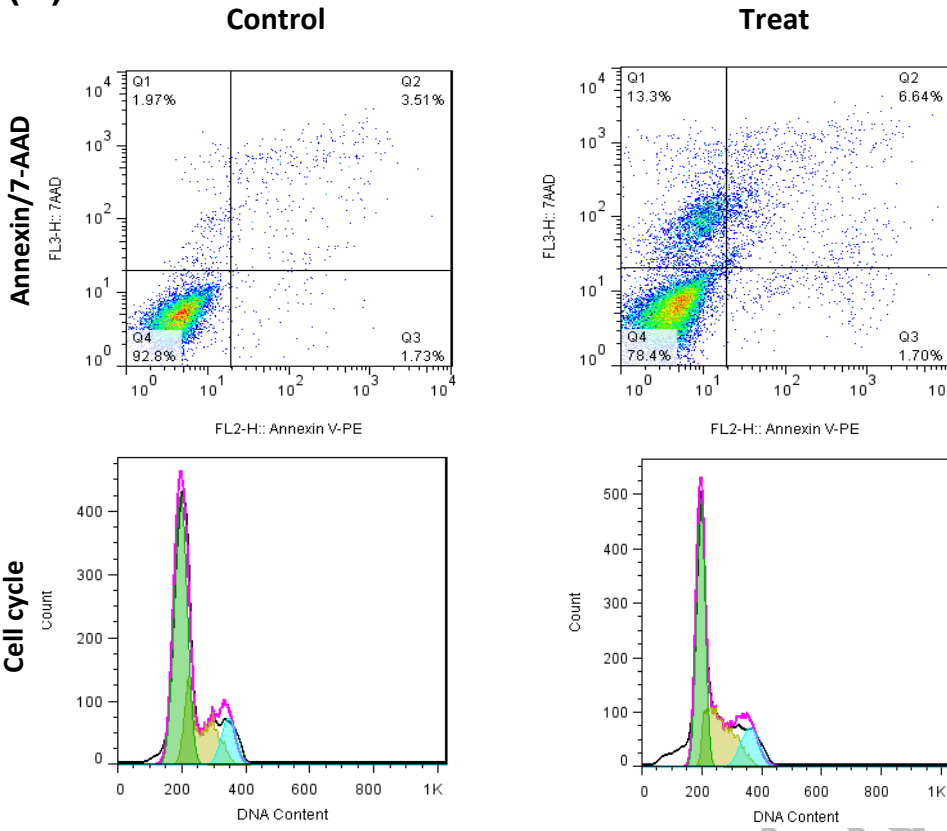 Control
Treat
Annexin/7-AAD
FL3-H:: 7AAD
10^4
10^3
10^2
10^1
10^0
Q1
1.97%
Q2
3.51%
Q4
92.8%
Q3
1.73%
10^0 10^1 10^2 10^3 10^4
FL2-H:: Annexin V-PE
FL3-H:: 7AAD
10^4
10^3
10^2
10^1
10^0
Q1
13.3%
Q2
6.64%
Q4
78.4%
Q3
1.70%
10^0 10^1 10^2 10^3 10
FL2-H:: Annexin V-PE
Cell cycle
Count
400
300
200
100
0
0 200 400 600 800 1K
DNA Content
Count
500
400
300
200
100
0
0 200 400 600 800 1K
DNA Content